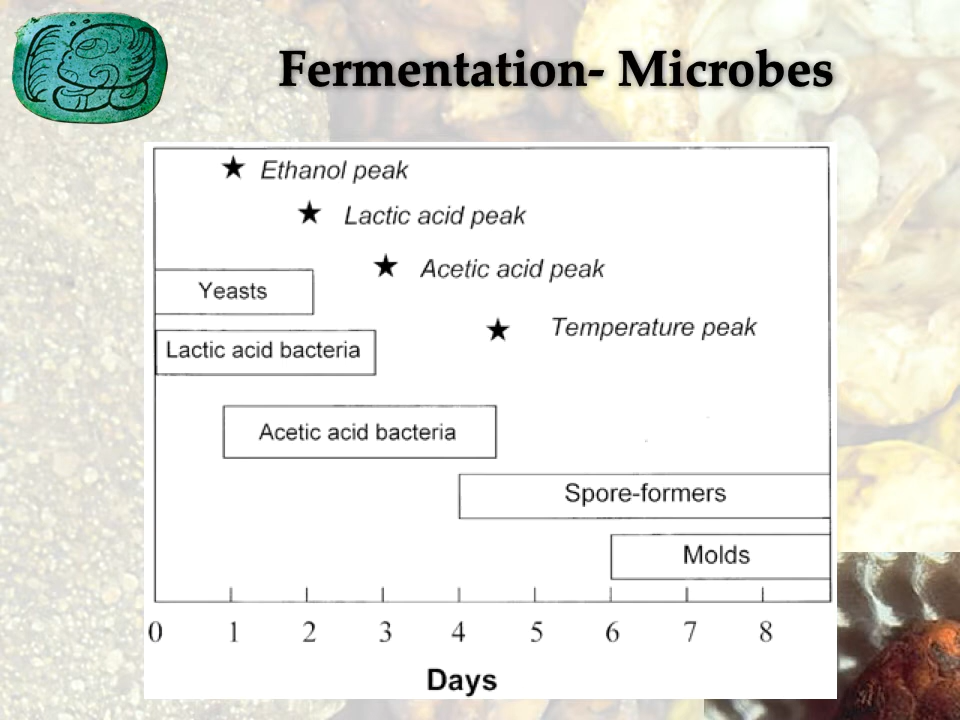 Fermentation- Microbes
Ethanol peak
Lactic acid peak
Acetic acid peak
Yeasts
Temperature peak
Lactic acid bacteria
Acetic acid bacteria
Spore-formers
Molds
0 1 2 3 4 5 6 7 8
Days